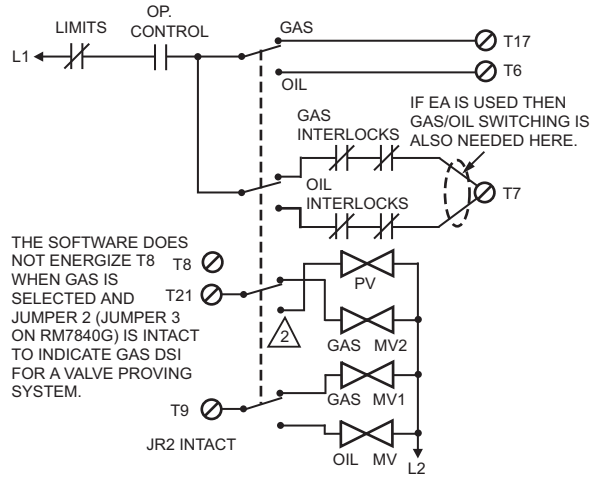 LIMITS
OP.
CONTROL
GAS
L1
T17
T6
OIL
IF EA IS USED THEN
GAS/OIL SWITCHING IS
ALSO NEEDED HERE.
GAS
INTERLOCKS
OIL
INTERLOCKS
T7
THE SOFTWARE DOES
NOT ENERGIZE T8
WHEN GAS IS
SELECTED AND
JUMPER 2 (JUMPER 3
ON RM7840G) IS INTACT
TO INDICATE GAS DSI
FOR A VALVE PROVING
SYSTEM.
T8
T21
PV
2
GAS MV2
GAS MV1
T9
JR2 INTACT
OIL MV
L2